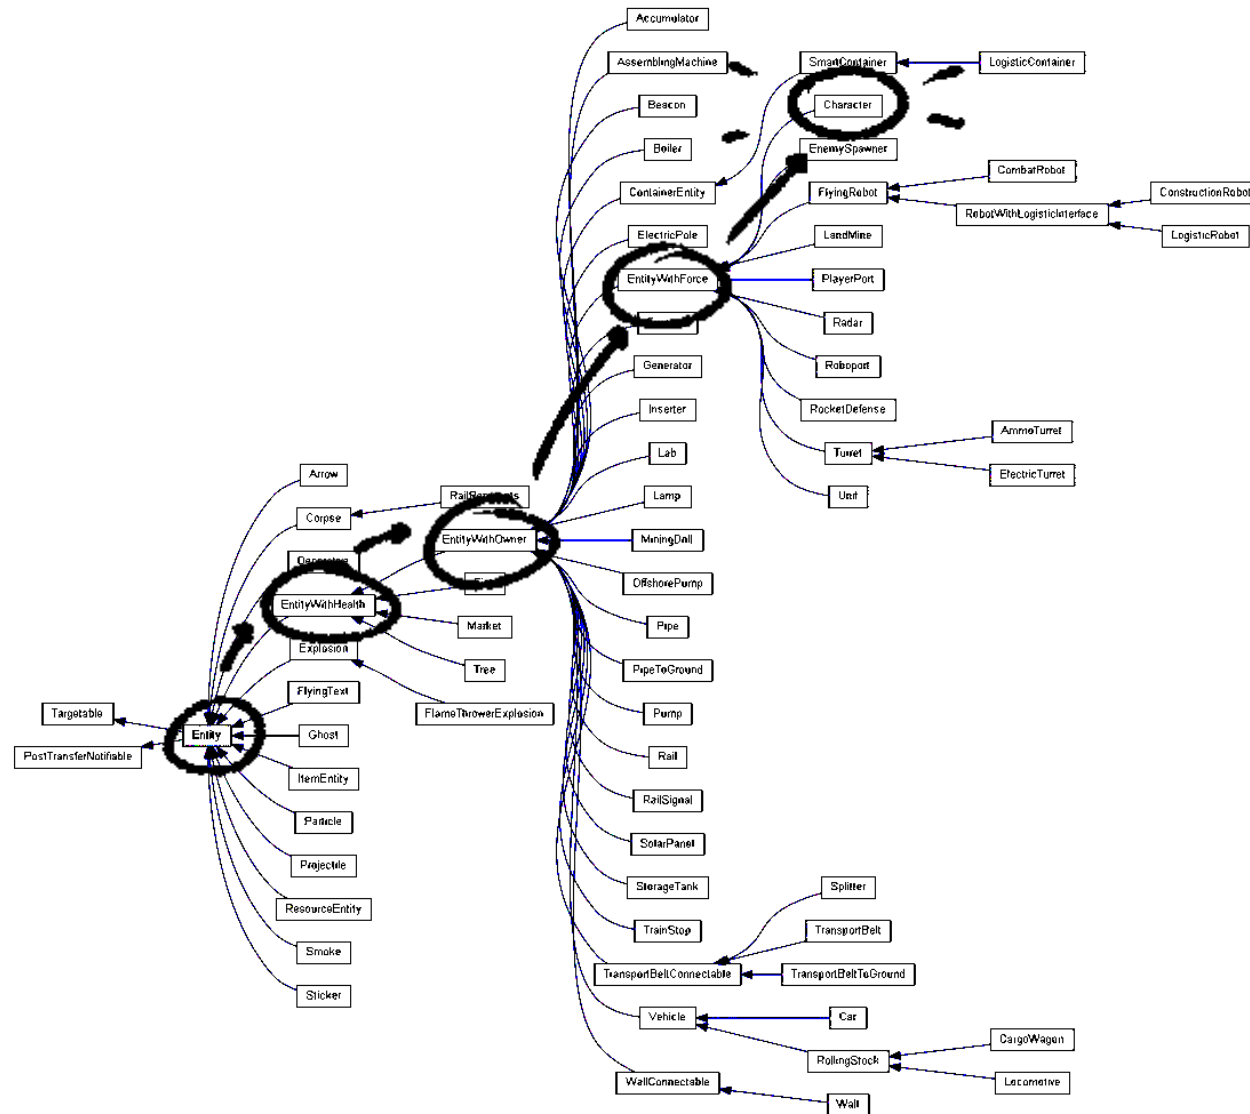 Accumulator
AssemblingMachine
SmartContainer
LogisticContainer
Beacon
Character
Boiler
EnemySpawner
CombatRobot
ContainerEntity
FlyingRobot
ConstructionRobot
RobotWithLogisticInterface
ElectricPole
LandMine
LogisticRobot
EntityWithForce
PlayerPort
Radar
Generator
Roboport
Inserter
RocketDefense
AmmoTurret
Lab
Turret
ElectricTurret
Arrow
Lamp
Unit
Corpse
EntityWithOwner
MiningDrill
OffshorePump
EntityWithHealth
Market
Pipe
Explosion
Tree
PipeToGround
FlyingText
FlameThrowerExplosion
Pump
Targetable
Entity
Ghost
PostTransferNotifiable
Rail
ItemEntity
RailSignal
Particle
SolarPanel
Projectile
StorageTank
Splitter
ResourceEntity
TrainStop
TransportBelt
Smoke
TransportBeltConnectable
TransportBeltToGround
Sticker
Vehicle
Car
RollingStock
CargoWagon
WallConnectable
Locomotive
Wall